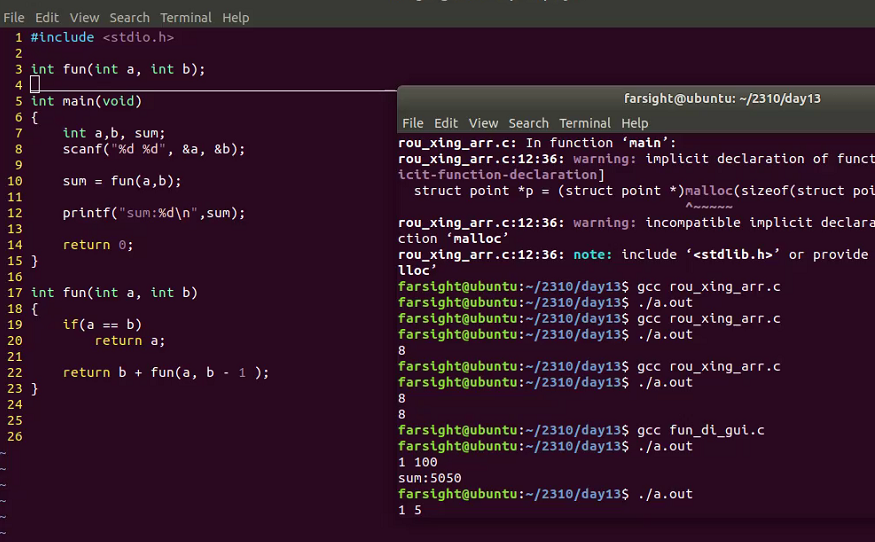 File Edit View Search Terminal Help
1 #include <stdio.h>
2
3 int fun(int a, int b);
4
5 int main(void)
6 {
7     int a,b, sum;
8     scanf("%d %d", &a, &b);
9
10     sum = fun(a,b);
11
12     printf("sum:%d\n",sum);
13
14     return 0;
15 }
16
17 int fun(int a, int b)
18 {
19     if(a == b)
20         return a;
21
22     return b + fun(a, b - 1 );
23 }
24
25
26
~
~
~
~
~
~
farsight@ubuntu: ~/2310/day13
File Edit View Search Terminal Help
rou_xing_arr.c: In function ‘main’:
rou_xing_arr.c:12:36: warning: implicit declaration of funct
icit-function-declaration]
  struct point *p = (struct point *)malloc(sizeof(struct poi
^~~~~~
rou_xing_arr.c:12:36: warning: incompatible implicit declara
ction ‘malloc’
rou_xing_arr.c:12:36: note: include ‘<stdlib.h>’ or provide
lloc’
farsight@ubuntu:~/2310/day13$ gcc rou_xing_arr.c
farsight@ubuntu:~/2310/day13$ ./a.out
farsight@ubuntu:~/2310/day13$ gcc rou_xing_arr.c
farsight@ubuntu:~/2310/day13$ ./a.out
8
farsight@ubuntu:~/2310/day13$ gcc rou_xing_arr.c
farsight@ubuntu:~/2310/day13$ ./a.out
8
8
farsight@ubuntu:~/2310/day13$ gcc fun_di_gui.c
farsight@ubuntu:~/2310/day13$ ./a.out
1 100
sum:5050
farsight@ubuntu:~/2310/day13$ ./a.out
1 5